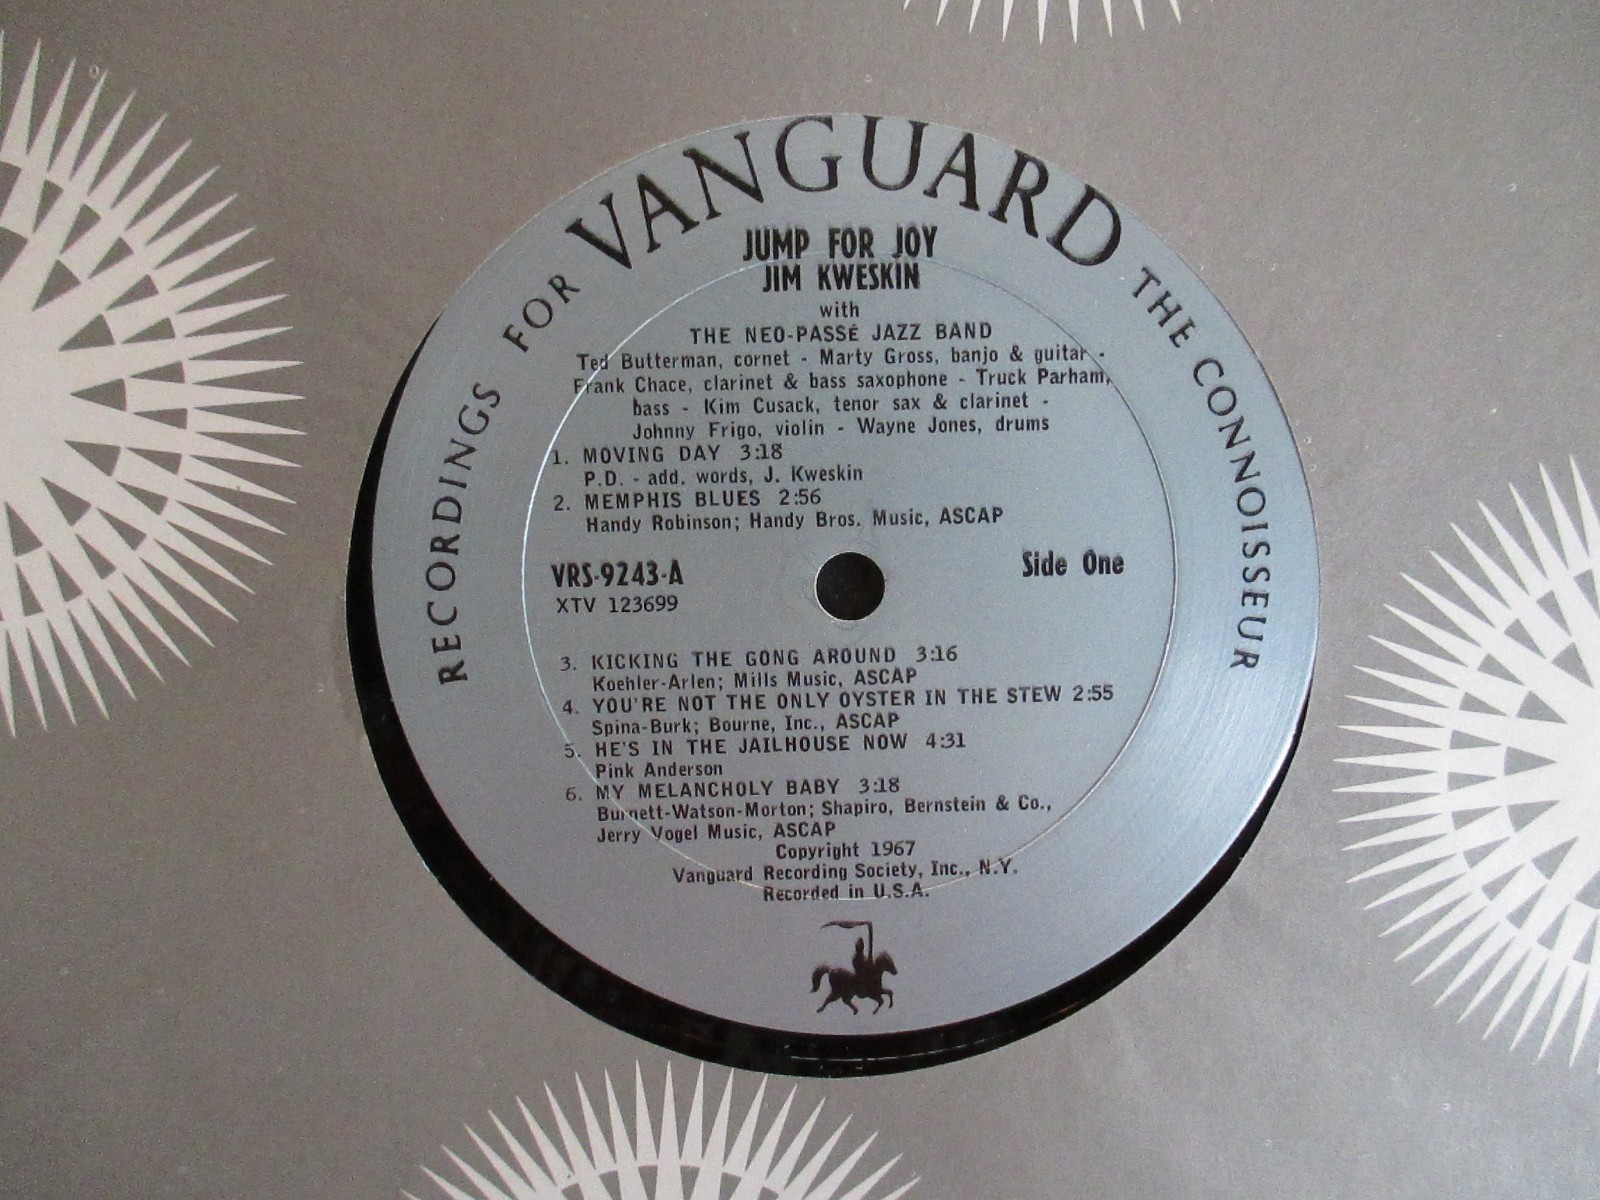 RECORDINGS FOR VANGUARD THE CONNOISSEUR
JUMP FOR JOY
JIM KWESKIN
with
THE NEO-PASSé JAZZ BAND
Ted Butterman, cornet - Marty Gross, banjo & guitar -
Frank Chace, clarinet & bass saxophone - Truck Parham,
bass - Kim Cusack, tenor sax & clarinet -
Johnny Frigo, violin - Wayne Jones, drums
1. MOVING DAY 3:18
P.D. - add. words, J. Kweskin
2. MEMPHIS BLUES 2:56
Handy Robinson; Handy Bros. Music, ASCAP
VRS-9243-A
XTV 123699
Side One
3. KICKING THE GONG AROUND 3:16
Koehler-Arlen; Mills Music, ASCAP
4. YOU'RE NOT THE ONLY OYSTER IN THE STEW 2:55
Spina-Burk; Bourne, Inc., ASCAP
5. HE'S IN THE JAILHOUSE NOW 4:31
Pink Anderson
6. MY MELANCHOLY BABY 3:18
Burnett-Watson-Morton; Shapiro, Bernstein & Co.,
Jerry Vogel Music, ASCAP
Copyright 1967
Vanguard Recording Society, Inc., N.Y.
Recorded in U.S.A.